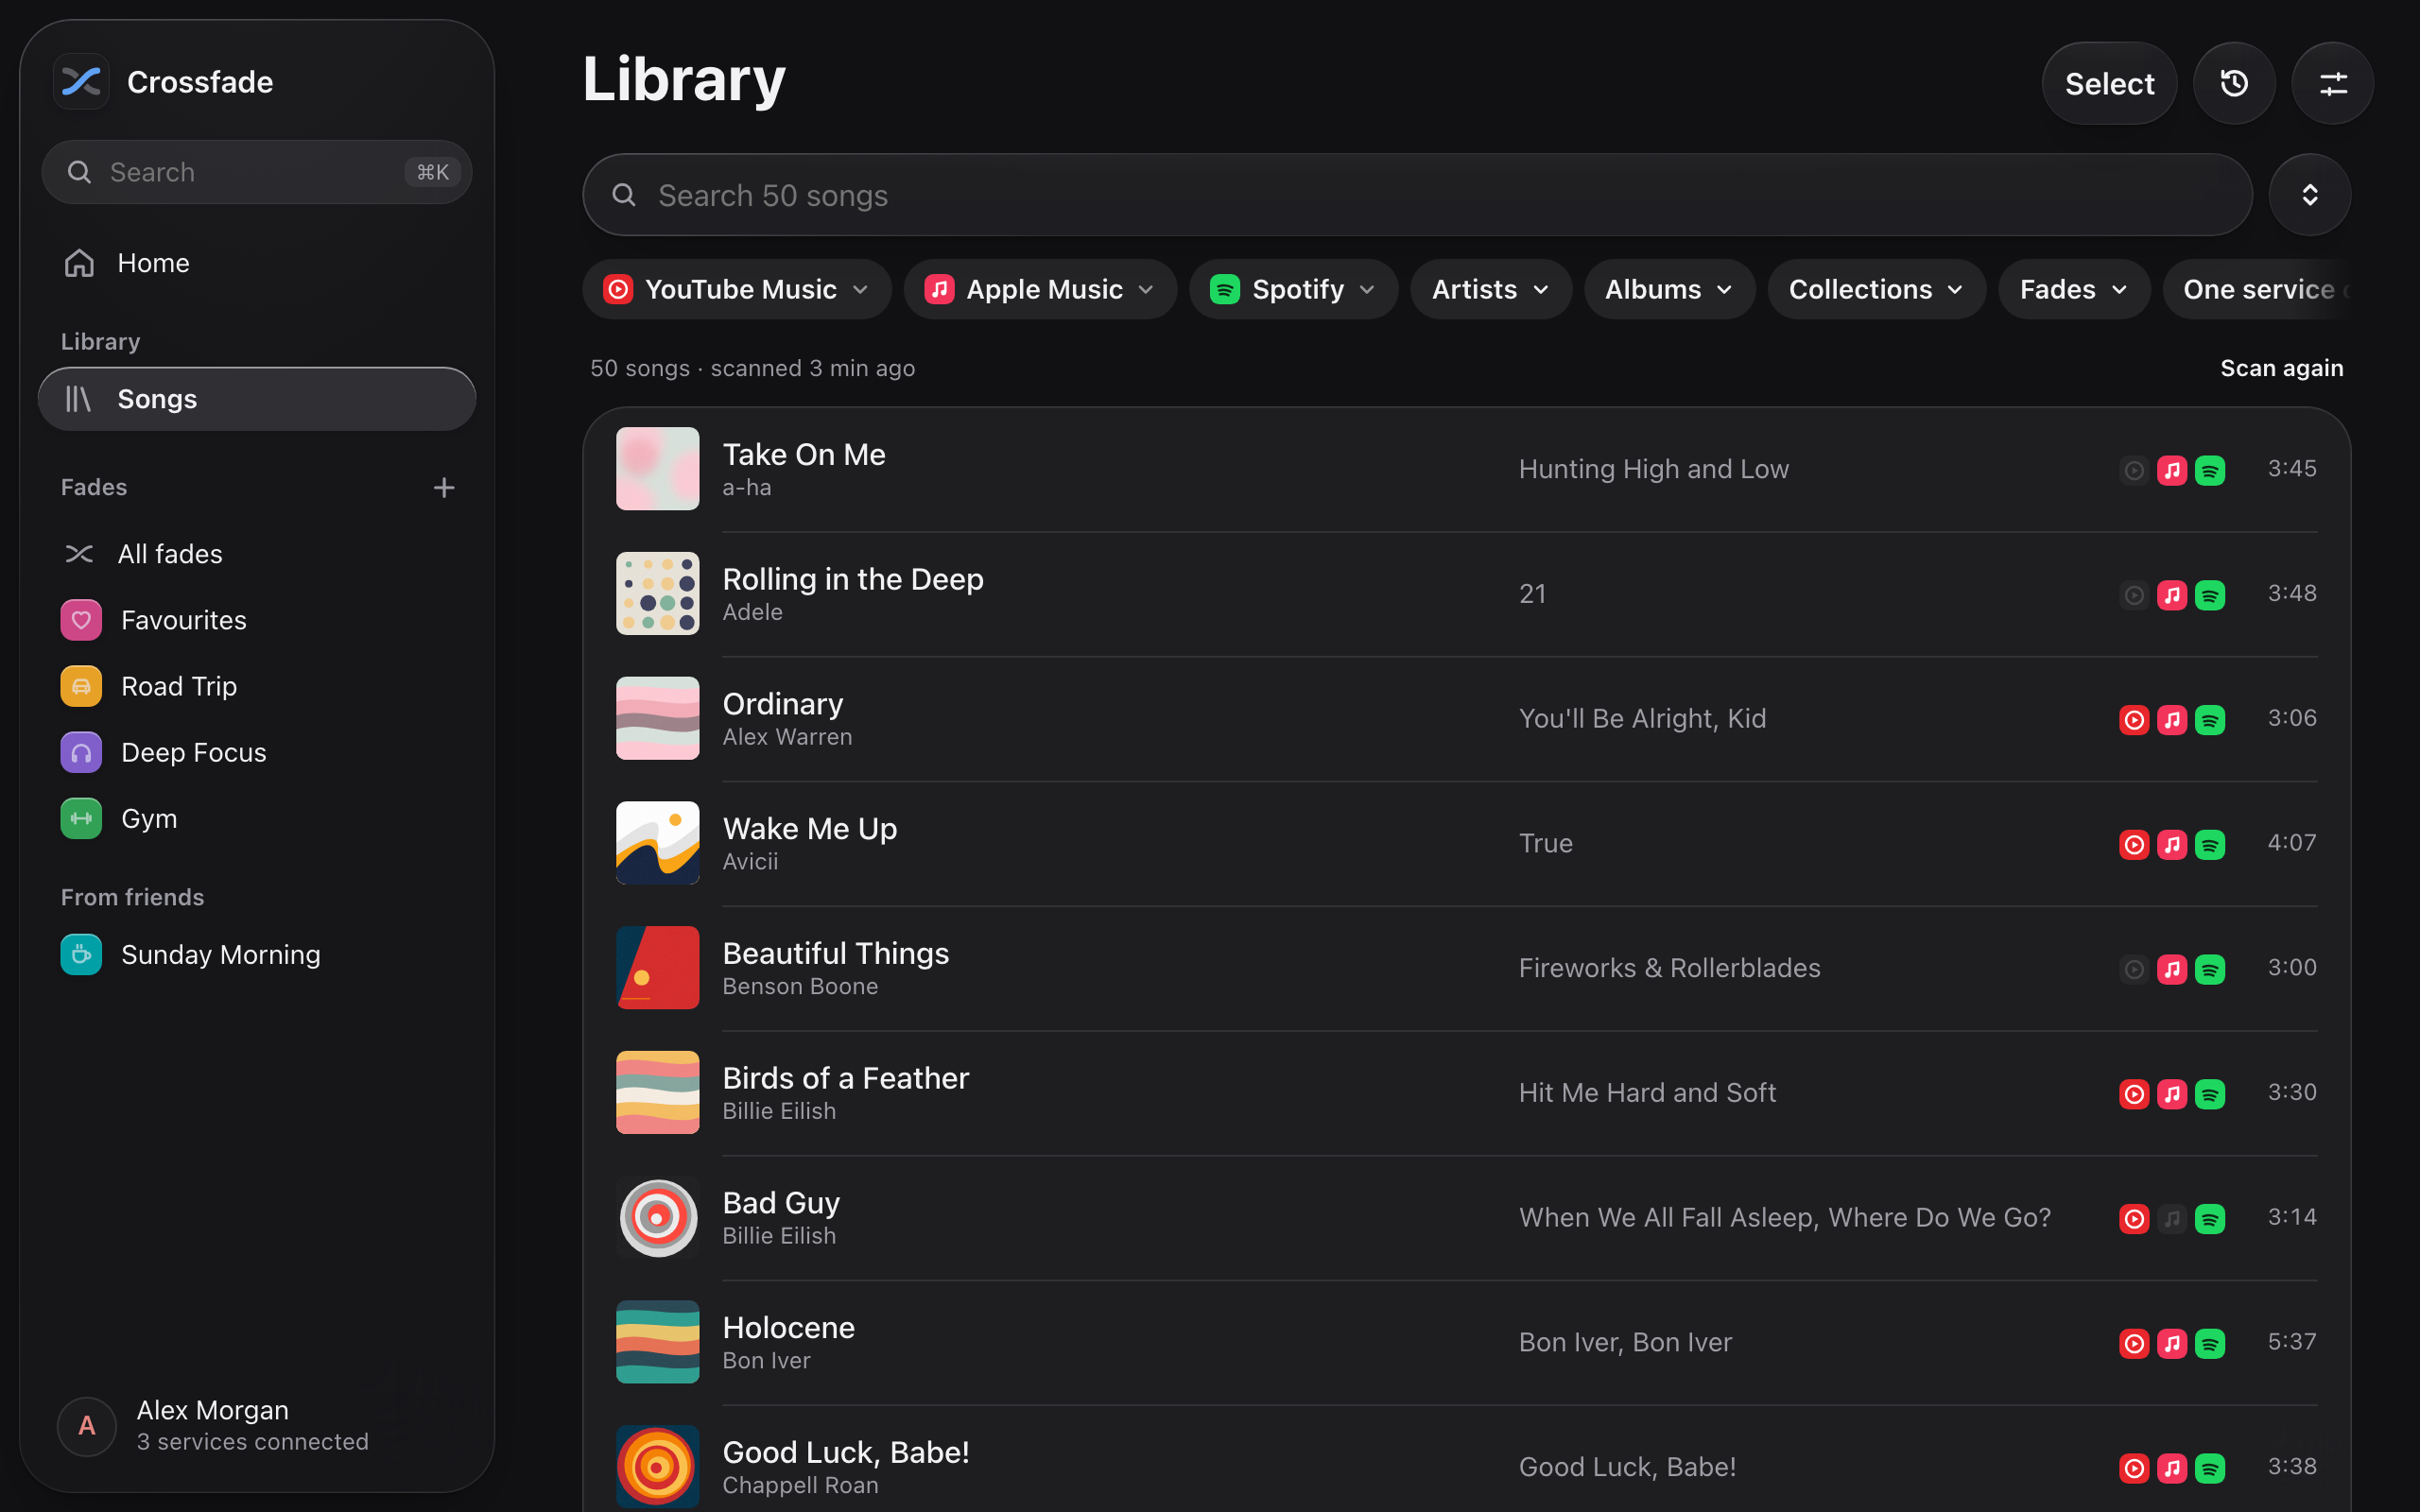 Crossfade
Search ⌘K
Home
Library
Songs
Fades
All fades
Favourites
Road Trip
Deep Focus
Gym
From friends
Sunday Morning
A
Alex Morgan
3 services connected
Library
Select
Search 50 songs
YouTube Music Apple Music Spotify Artists Albums Collections Fades One service
50 songs · scanned 3 min ago Scan again
Take On Me
a-ha
Hunting High and Low 3:45
Rolling in the Deep
Adele
21 3:48
Ordinary
Alex Warren
You'll Be Alright, Kid 3:06
Wake Me Up
Avicii
True 4:07
Beautiful Things
Benson Boone
Fireworks & Rollerblades 3:00
Birds of a Feather
Billie Eilish
Hit Me Hard and Soft 3:30
Bad Guy
Billie Eilish
When We All Fall Asleep, Where Do We Go? 3:14
Holocene
Bon Iver
Bon Iver, Bon Iver 5:37
Good Luck, Babe!
Chappell Roan
Good Luck, Babe! 3:38